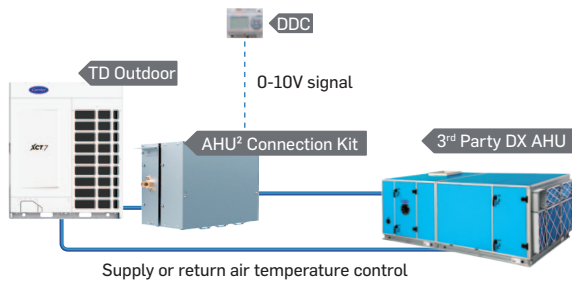 DDC
TD Outdoor
0-10V signal
Carrier
XCT7
AHU² Connection Kit
3rd Party DX AHU
Supply or return air temperature control